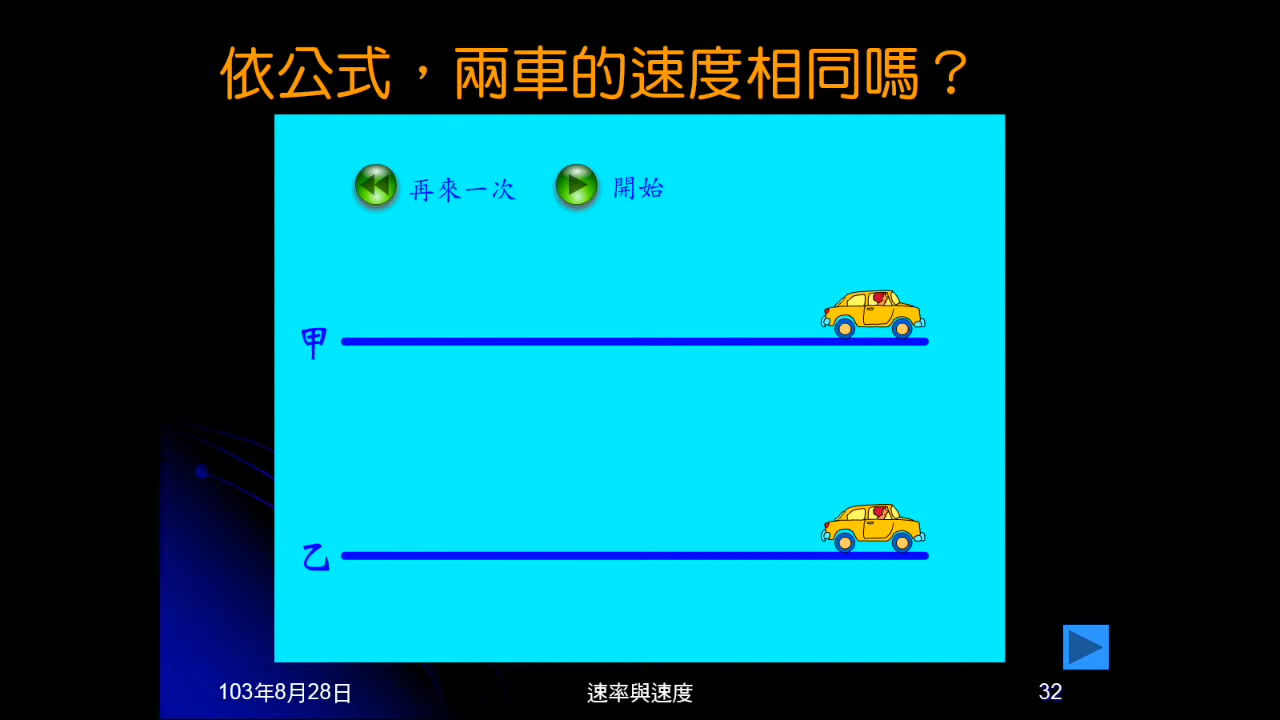 依公式，兩車的速度相同嗎？
再來一次 開始
甲
乙
103年8月28日 速率與速度 32